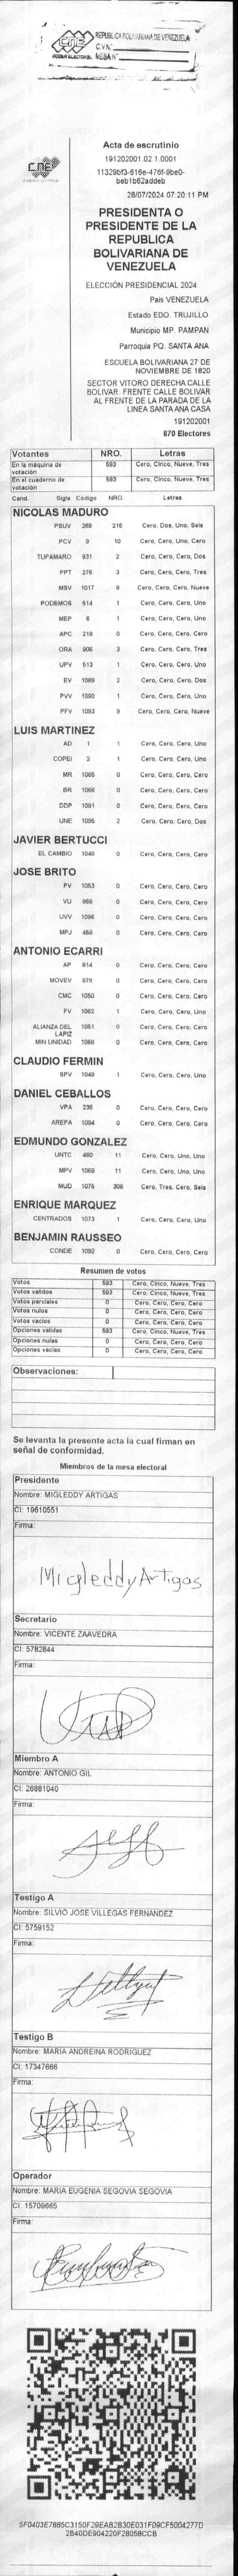 CNE
PODER ELECTORAL
REPÚBLICA BOLIVARIANA DE VENEZUELA
C.V.N°
MESA N°
CNE
Acta de escrutinio
191202001.02.1.0001
11329bf3-616e-476f-9be0-
beb1b62addeb
28/07/2024 07:20:11 PM
PRESIDENTA O
PRESIDENTE DE LA
REPUBLICA
BOLIVARIANA DE
VENEZUELA
ELECCIÓN PRESIDENCIAL 2024
Pais VENEZUELA
Estado EDO. TRUJILLO
Municipio MP. PAMPAN
Parroquia PQ. SANTA ANA
ESCUELA BOLIVARIANA 27 DE
NOVIEMBRE DE 1820
SECTOR VITORO DERECHA CALLE
BOLIVAR. FRENTE CALLE BOLIVAR
AL FRENTE DE LA PARADA DE LA
LINEA SANTA ANA CASA
191202001
870 Electores
Votantes NRO. Letras
En la máquina de votación 593 Cero, Cinco, Nueve, Tres
En el cuaderno de votación 593 Cero, Cinco, Nueve, Tres
Cand. Sigla Codigo NRO. Letras
NICOLAS MADURO
PSUV 269 216 Cero, Dos, Uno, Seis
PCV 9 10 Cero, Cero, Uno, Cero
TUPAMARO 931 2 Cero, Cero, Cero, Dos
PPT 276 3 Cero, Cero, Cero, Tres
MSV 1017 9 Cero, Cero, Cero, Nueve
PODEMOS 514 1 Cero, Cero, Cero, Uno
MEP 6 1 Cero, Cero, Cero, Uno
APC 219 0 Cero, Cero, Cero, Cero
ORA 906 3 Cero, Cero, Cero, Tres
UPV 513 1 Cero, Cero, Cero, Uno
EV 1089 2 Cero, Cero, Cero, Dos
PVV 1090 1 Cero, Cero, Cero, Uno
PFV 1093 9 Cero, Cero, Cero, Nueve
LUIS MARTINEZ
AD 1 1 Cero, Cero, Cero, Uno
COPEI 2 1 Cero, Cero, Cero, Uno
MR 1065 0 Cero, Cero, Cero, Cero
BR 1066 0 Cero, Cero, Cero, Cero
DDP 1091 0 Cero, Cero, Cero, Cero
UNE 1095 2 Cero, Cero, Cero, Dos
JAVIER BERTUCCI
EL CAMBIO 1048 0 Cero, Cero, Cero, Cero
JOSE BRITO
PV 1053 0 Cero, Cero, Cero, Cero
VU 868 0 Cero, Cero, Cero, Cero
UVV 1096 0 Cero, Cero, Cero, Cero
MPJ 468 0 Cero, Cero, Cero, Cero
ANTONIO ECARRI
AP 614 0 Cero, Cero, Cero, Cero
MOVEV 979 0 Cero, Cero, Cero, Cero
CMC 1050 0 Cero, Cero, Cero, Cero
FV 1062 1 Cero, Cero, Cero, Uno
ALIANZA DEL LAPIZ 1061 0 Cero, Cero, Cero, Cero
MIN UNIDAD 1069 0 Cero, Cero, Cero, Cero
CLAUDIO FERMIN
SPV 1049 1 Cero, Cero, Cero, Uno
DANIEL CEBALLOS
VPA 236 0 Cero, Cero, Cero, Cero
AREPA 1094 0 Cero, Cero, Cero, Cero
EDMUNDO GONZALEZ
UNTC 460 11 Cero, Cero, Uno, Uno
MPV 1069 11 Cero, Cero, Uno, Uno
MUD 1075 306 Cero, Tres, Cero, Seis
ENRIQUE MARQUEZ
CENTRADOS 1073 1 Cero, Cero, Cero, Uno
BENJAMIN RAUSSEO
CONDE 1092 0 Cero, Cero, Cero, Cero
Resumen de votos
Votos 593 Cero, Cinco, Nueve, Tres
Votos validos 593 Cero, Cinco, Nueve, Tres
Votos parciales 0 Cero, Cero, Cero, Cero
Votos nulos 0 Cero, Cero, Cero, Cero
Votos vacios 0 Cero, Cero, Cero, Cero
Opciones validas 593 Cero, Cinco, Nueve, Tres
Opciones nulas 0 Cero, Cero, Cero, Cero
Opciones vacias 0 Cero, Cero, Cero, Cero
Observaciones:
Se levanta la presente acta la cual firman en
señal de conformidad.
Miembros de la mesa electoral
Presidente
Nombre: MIGLEDDY ARTIGAS
CI: 19610551
Firma:
Migleddy Artigas
Secretario
Nombre: VICENTE ZAAVEDRA
CI: 5782844
Firma:
Miembro A
Nombre: ANTONIO GIL
CI: 26881040
Firma:
Testigo A
Nombre: SILVIO JOSE VILLEGAS FERNANDEZ
CI: 5759152
Firma:
Testigo B
Nombre: MARIA ANDREINA RODRIGUEZ
CI: 17347666
Firma:
Operador
Nombre: MARIA EUGENIA SEGOVIA SEGOVIA
CI: 15709665
Firma:
5F0403E7885C3150F29EAB2B30E031F09CF5004277D
2B40DE904220F28058CCB